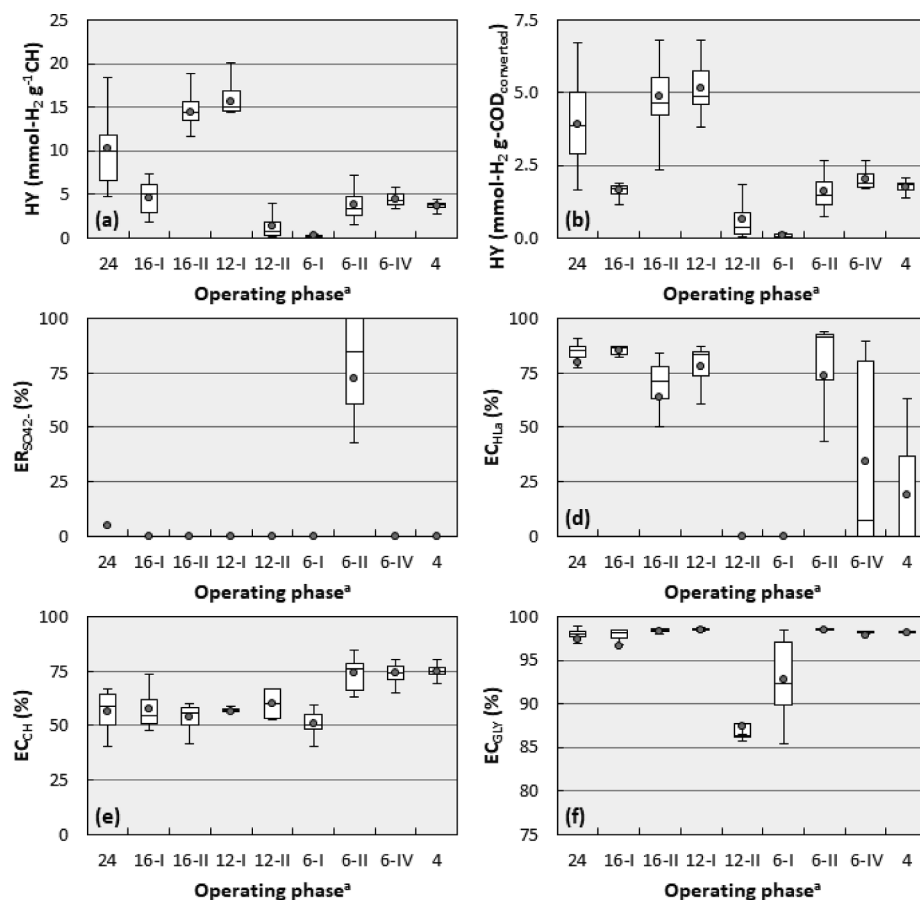 HY (mmol-H₂ g⁻¹CH)
25
20
15
10
5
0
(a)
24 16-I 16-II 12-I 12-II 6-I 6-II 6-IV 4
Operating phaseᵃ
HY (mmol-H₂ g-COD_converted)
7.5
5.0
2.5
0.0
(b)
24 16-I 16-II 12-I 12-II 6-I 6-II 6-IV 4
Operating phaseᵃ
ER_SO42- (%)
100
75
50
25
0
24 16-I 16-II 12-I 12-II 6-I 6-II 6-IV 4
Operating phaseᵃ
EC_HLa (%)
100
75
50
25
0
(d)
24 16-I 16-II 12-I 12-II 6-I 6-II 6-IV 4
Operating phaseᵃ
EC_CH (%)
100
75
50
25
0
(e)
24 16-I 16-II 12-I 12-II 6-I 6-II 6-IV 4
Operating phaseᵃ
EC_GLY (%)
100
95
90
85
80
75
(f)
24 16-I 16-II 12-I 12-II 6-I 6-II 6-IV 4
Operating phaseᵃ